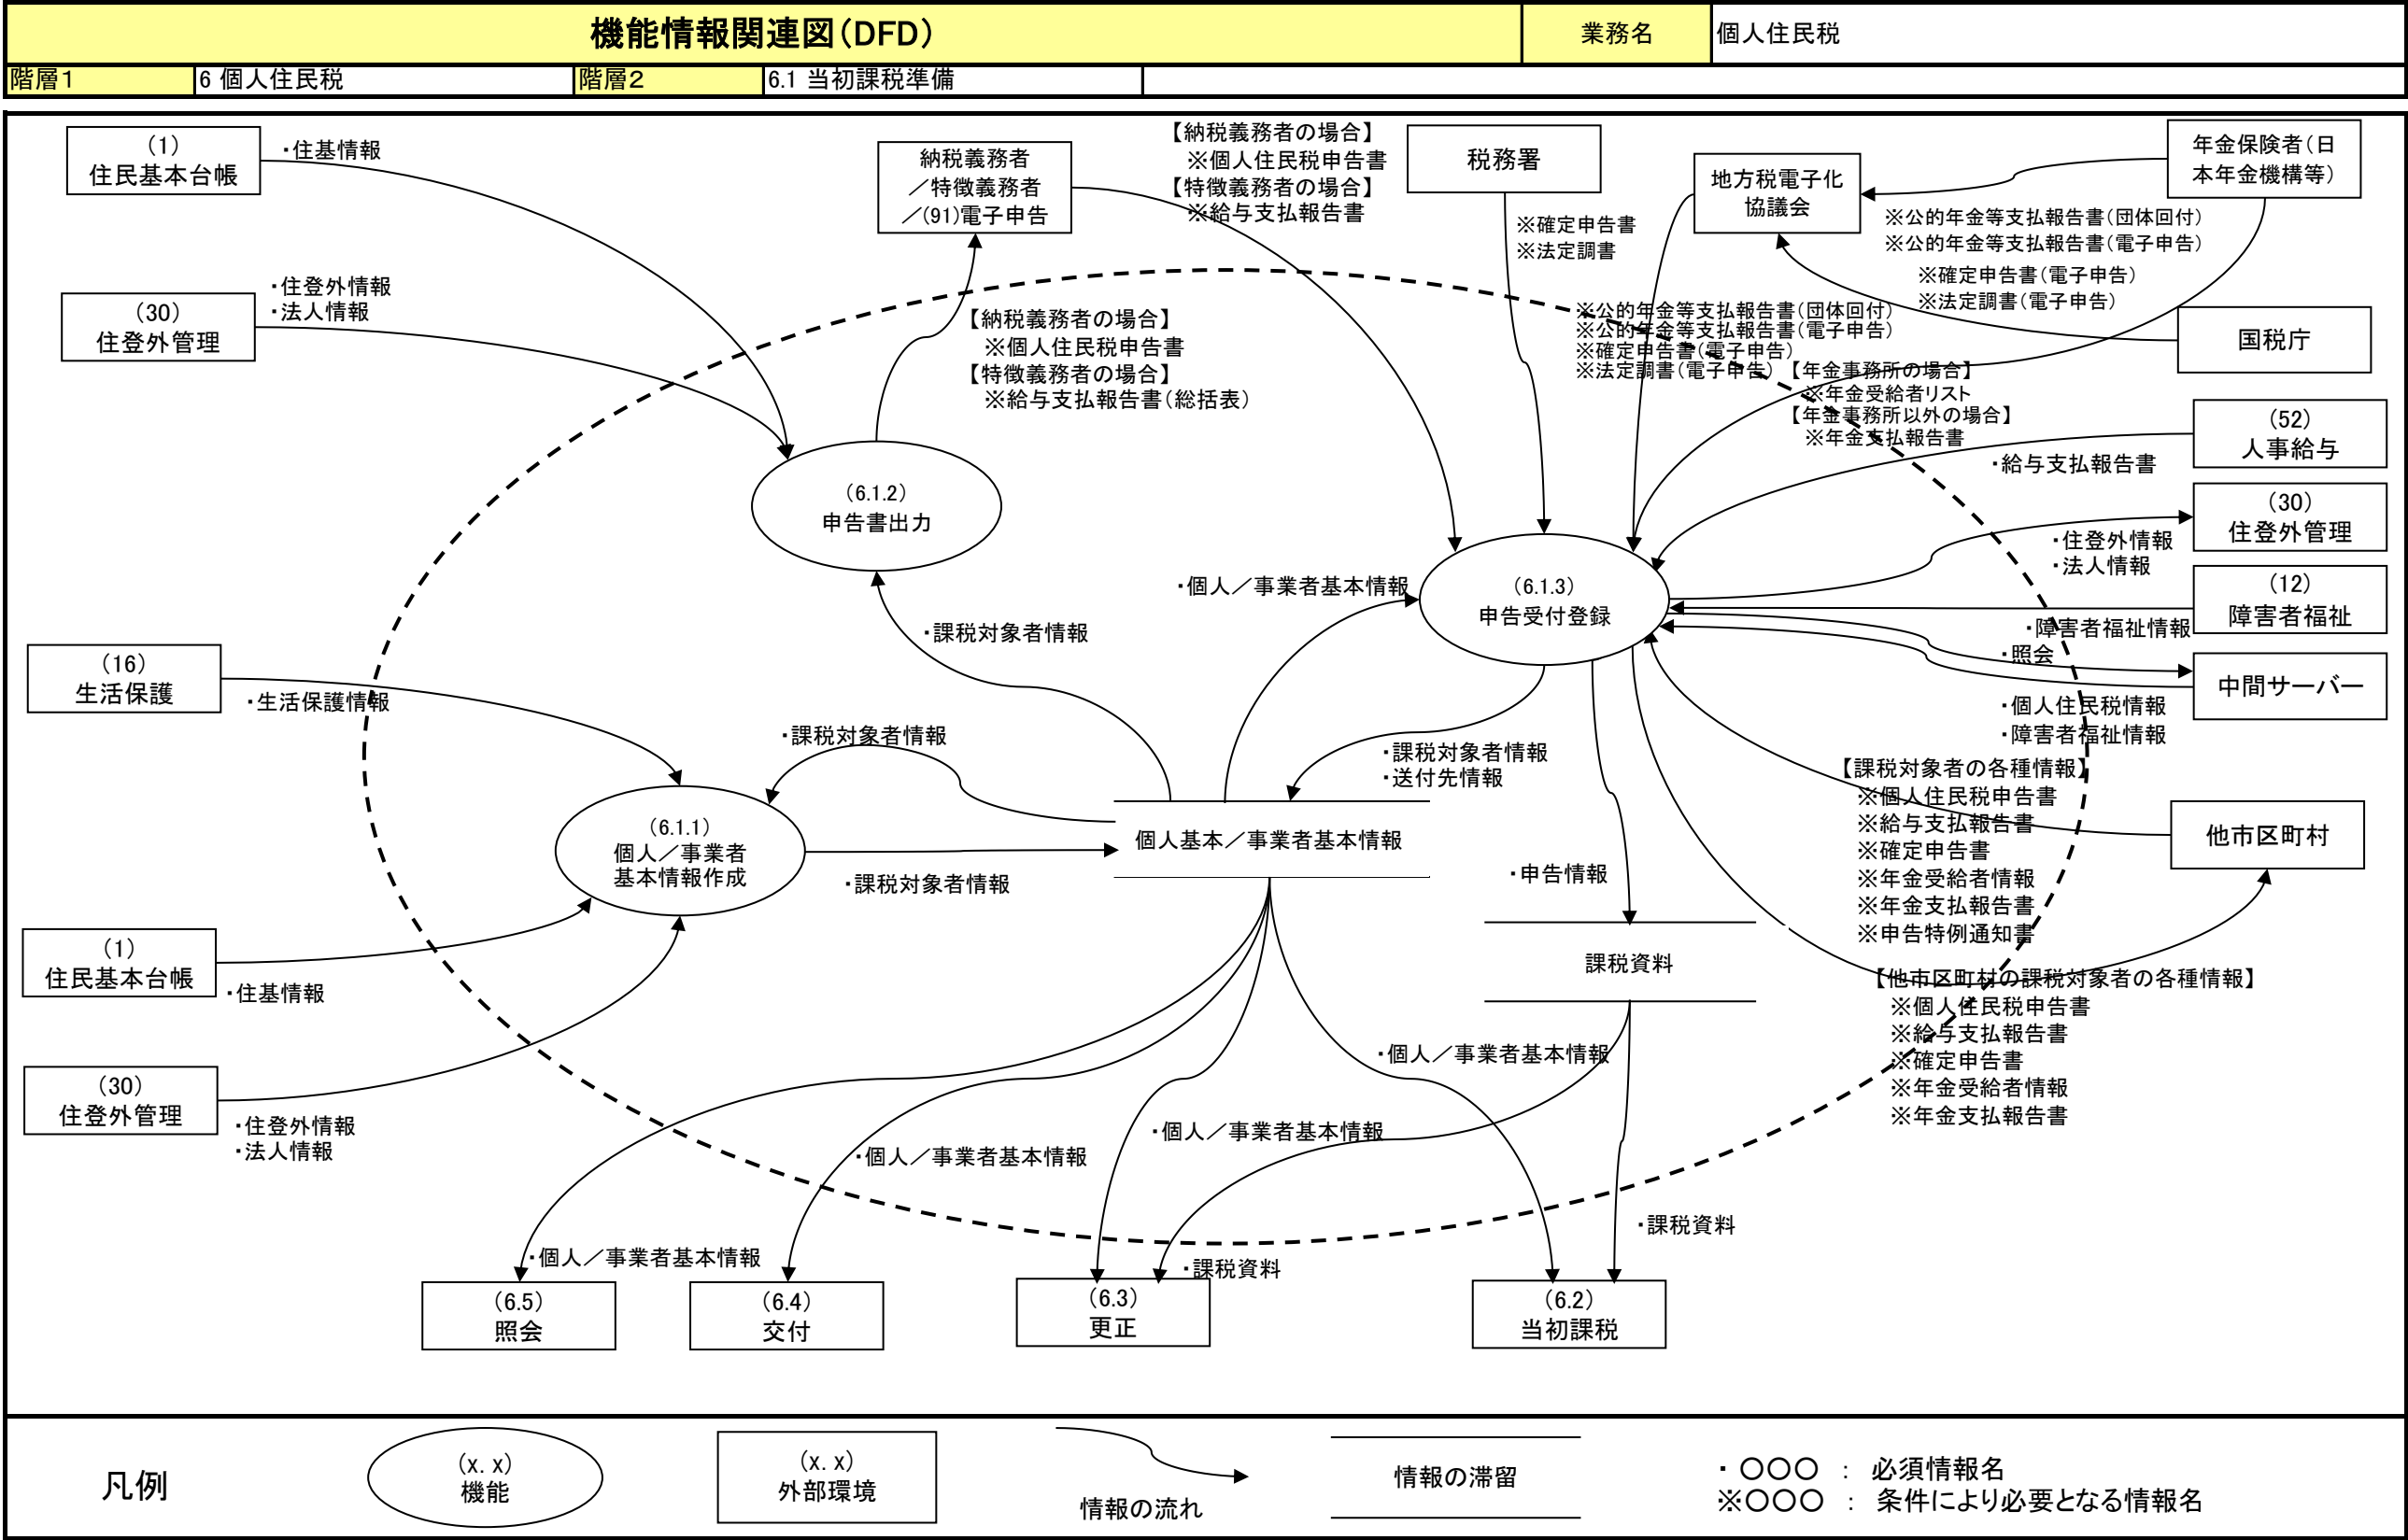 機能情報関連図（DFD）
業務名
個人住民税
階層１
6 個人住民税
階層２
6.1 当初課税準備
（1）
住民基本台帳
・住基情報
納税義務者
／特徴義務者
／(91)電子申告
【納税義務者の場合】
※個人住民税申告書
【特徴義務者の場合】
※給与支払報告書
税務署
※確定申告書
※法定調書
地方税電子化
協議会
年金保険者（日
本年金機構等）
※公的年金等支払報告書（団体回付）
※公的年金等支払報告書（電子申告）
※確定申告書（電子申告）
※法定調書（電子申告）
国税庁
（30）
住登外管理
・住登外情報
・法人情報
【納税義務者の場合】
※個人住民税申告書
【特徴義務者の場合】
※給与支払報告書（総括表）
※公的年金等支払報告書（団体回付）
※公的年金等支払報告書（電子申告）
※確定申告書（電子申告）
※法定調書（電子申告）
【年金事務所の場合】
※年金受給者リスト
【年金事務所以外の場合】
※年金支払報告書
（52）
人事給与
・給与支払報告書
（6.1.2）
申告書出力
（30）
住登外管理
・住登外情報
・法人情報
・個人／事業者基本情報
（6.1.3）
申告受付登録
（12）
障害者福祉
・障害者福祉情報
・照会
・課税対象者情報
（16）
生活保護
・生活保護情報
中間サーバー
・個人住民税情報
・障害者福祉情報
・課税対象者情報
・課税対象者情報
・送付先情報
【課税対象者の各種情報】
※個人住民税申告書
※給与支払報告書
※確定申告書
※年金受給者情報
※年金支払報告書
※申告特例通知書
他市区町村
（6.1.1）
個人／事業者
基本情報作成
個人基本／事業者基本情報
・課税対象者情報
・申告情報
（1）
住民基本台帳
・住基情報
課税資料
【他市区町村の課税対象者の各種情報】
※個人住民税申告書
※給与支払報告書
※確定申告書
※年金受給者情報
※年金支払報告書
（30）
住登外管理
・住登外情報
・法人情報
・個人／事業者基本情報
・個人／事業者基本情報
・個人／事業者基本情報
・課税資料
・個人／事業者基本情報
・課税資料
（6.5）
照会
（6.4）
交付
（6.3）
更正
（6.2）
当初課税
凡例
（x. x）
機能
（x. x）
外部環境
情報の流れ
情報の滞留
・ 〇〇〇 ： 必須情報名
※〇〇〇 ： 条件により必要となる情報名